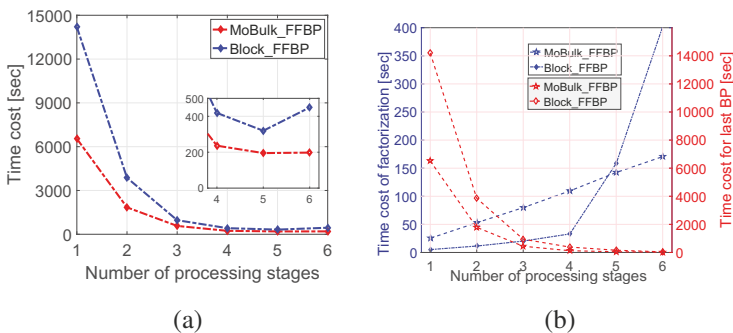 15000
12000
9000
6000
3000
0
Time cost [sec]
MoBulk_FFBP
Block_FFBP
500
400
200
0
4 5 6
1 2 3 4 5 6
Number of processing stages
(a)
400
350
300
250
200
150
100
50
0
Time cost of factorization [sec]
MoBulk_FFBP
Block_FFBP
MoBulk_FFBP
Block_FFBP
14000
12000
10000
8000
6000
4000
2000
0
Time cost for last BP [sec]
1 2 3 4 5 6
Number of processing stages
(b)